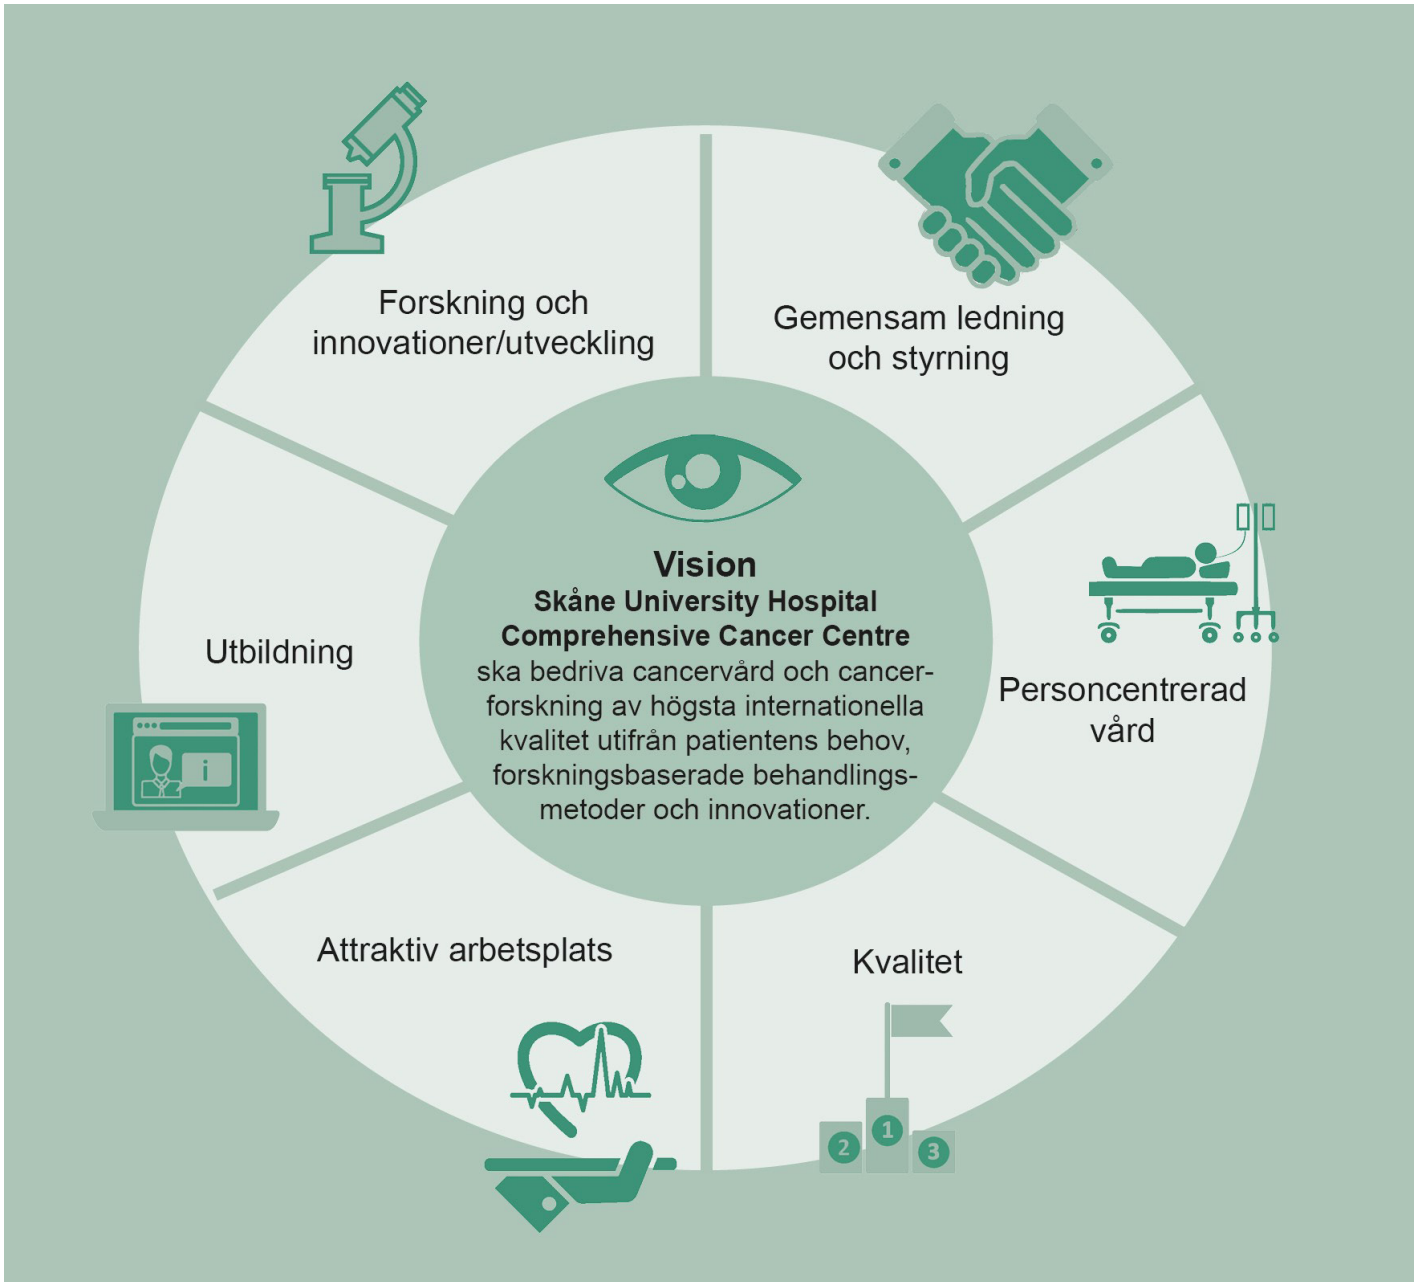 Forskning och
innovationer/utveckling
Gemensam ledning
och styrning
Vision
Skåne University Hospital
Comprehensive Cancer Centre
ska bedriva cancervård och cancer-
forskning av högsta internationella
kvalitet utifrån patientens behov,
forskningsbaserade behandlings-
metoder och innovationer.
Utbildning
i
Personcentrerad
vård
Attraktiv arbetsplats
Kvalitet
2 1 3